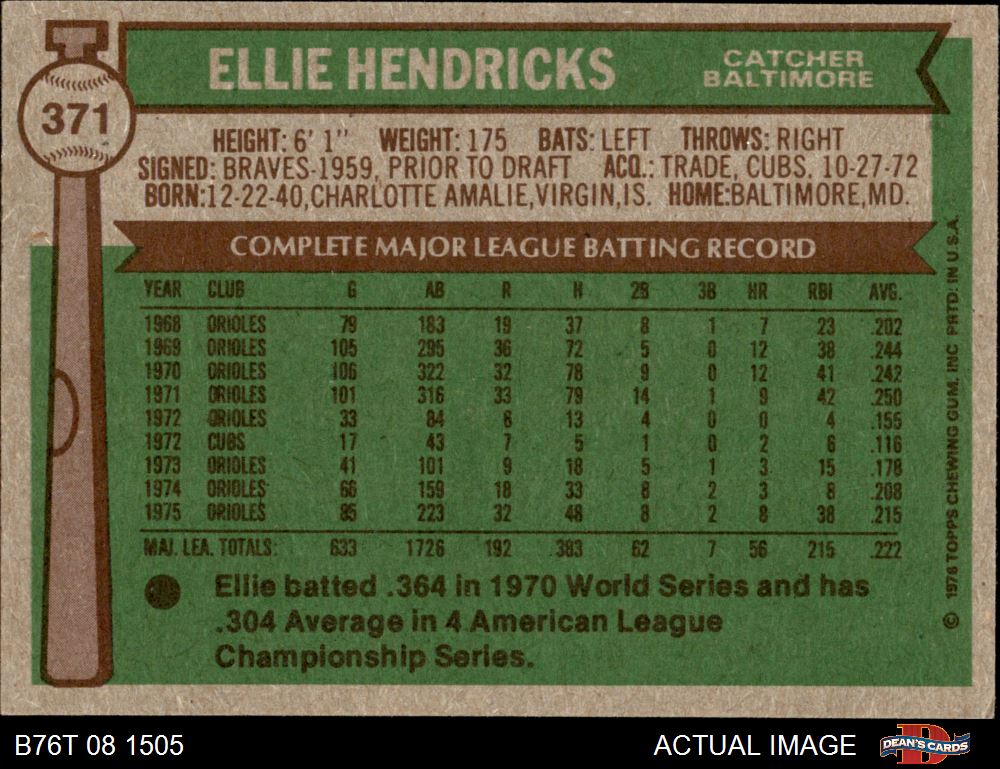 ELLIE HENDRICKS
CATCHER
BALTIMORE
371
HEIGHT: 6' 1" WEIGHT: 175 BATS: LEFT THROWS: RIGHT
SIGNED: BRAVES-1959, PRIOR TO DRAFT ACQ.: TRADE, CUBS. 10-27-72
BORN:12-22-40,CHARLOTTE AMALIE,VIRGIN,IS. HOME:BALTIMORE,MD.
COMPLETE MAJOR LEAGUE BATTING RECORD
YEAR CLUB G AB R H 2B 3B HR RBI AVG.
1968 ORIOLES 79 183 19 37 8 1 7 23 .202
1969 ORIOLES 105 295 36 72 5 0 12 38 .244
1970 ORIOLES 106 322 32 78 9 0 12 41 .242
1971 ORIOLES 101 316 33 79 14 1 9 42 .250
1972 ORIOLES 33 84 6 13 4 0 0 4 .155
1972 CUBS 17 43 7 5 1 0 2 6 .116
1973 ORIOLES 41 101 9 18 5 1 3 15 .178
1974 ORIOLES 66 159 18 33 8 2 3 8 .208
1975 ORIOLES 85 223 32 48 8 2 8 38 .215
MAJ. LEA. TOTALS: 633 1726 192 383 62 7 56 215 .222
Ellie batted .364 in 1970 World Series and has
.304 Average in 4 American League
Championship Series.
© 1976 TOPPS CHEWING GUM, INC PRTD: IN U.S.A.
B76T 08 1505
ACTUAL IMAGE
DEAN'S CARDS